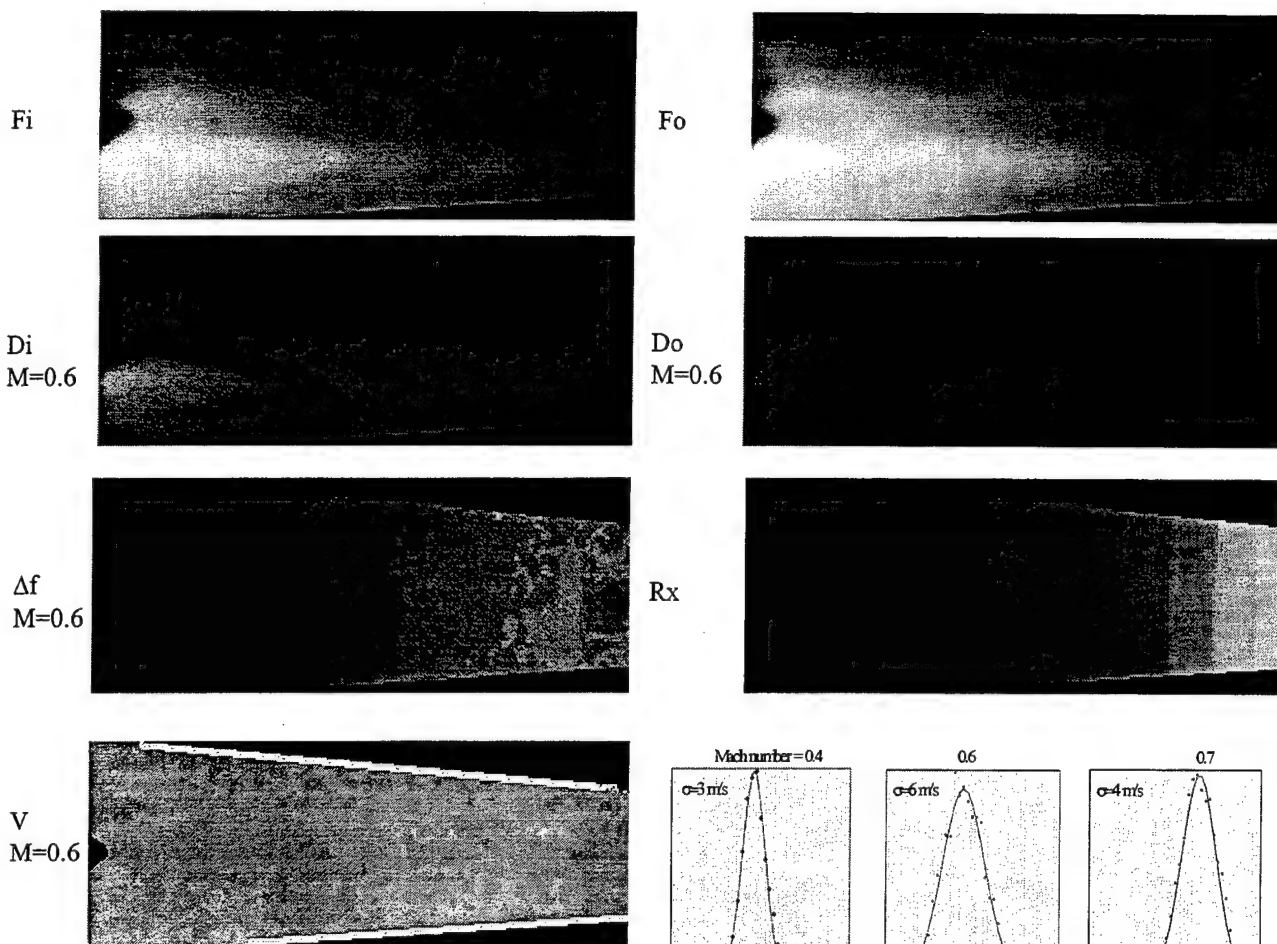 Fi
Fo
Di
M=0.6
Do
M=0.6
Δf
M=0.6
Rx
V
M=0.6
Mach number = 0.4
0.6
0.7
σ=3 m/s
σ=6 m/s
σ=4 m/s